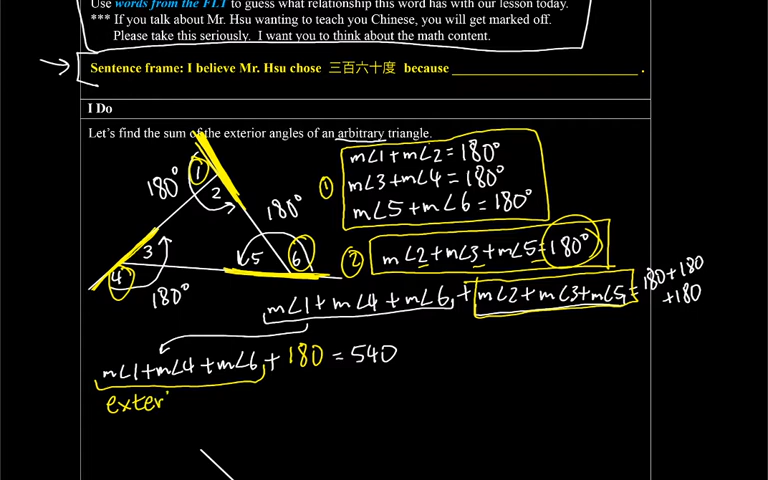 Use words from the FLT to guess what relationship this word has with our lesson today.
*** If you talk about Mr. Hsu wanting to teach you Chinese, you will get marked off.
Please take this seriously. I want you to think about the math content.
Sentence frame: I believe Mr. Hsu chose 三百六十度 because ______________________________ .
I Do
Let's find the sum of the exterior angles of an arbitrary triangle.
1
2
180°
3
4
180°
180°
5
6
① m∠1 + m∠2 = 180°
m∠3 + m∠4 = 180°
m∠5 + m∠6 = 180°
② m∠2 + m∠3 + m∠5 = 180°
m∠1 + m∠4 + m∠6 + m∠2 + m∠3 + m∠5 = 180 + 180
+ 180
m∠1 + m∠4 + m∠6 + 180 = 540
exter